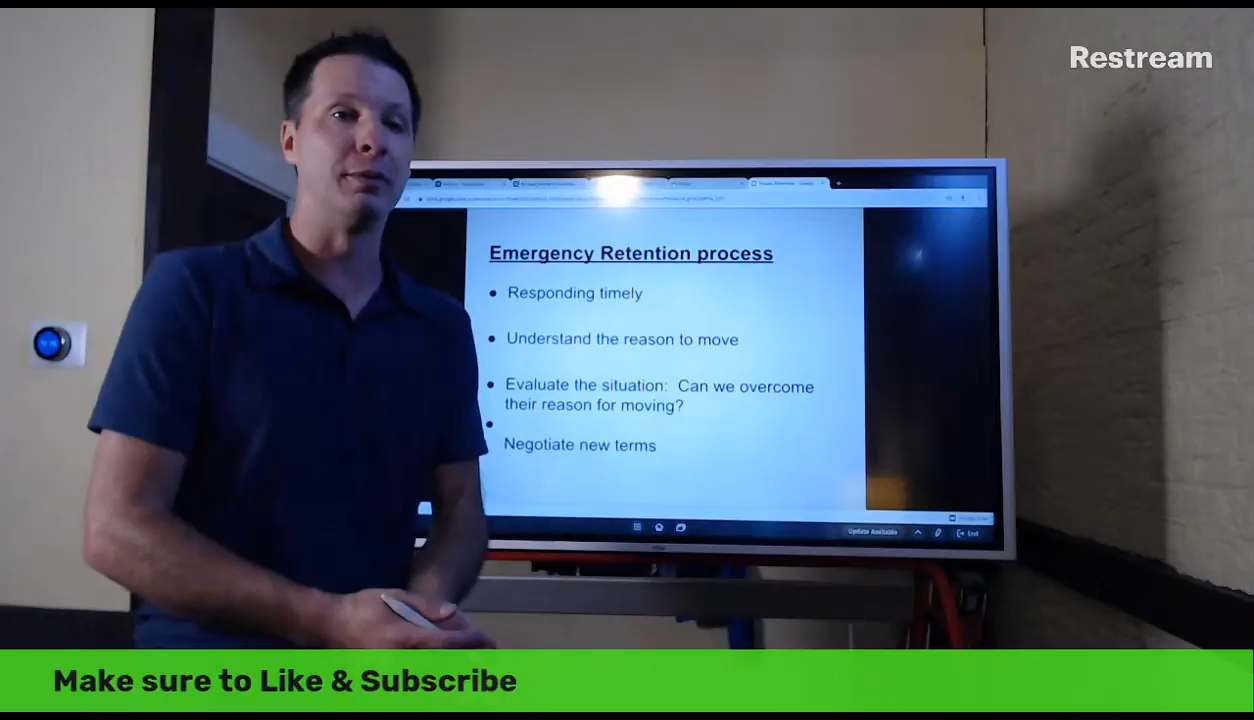 Restream
Emergency Retention process
● Responding timely
● Understand the reason to move
● Evaluate the situation: Can we overcome
their reason for moving?
●
Negotiate new terms
Update Available
End
Make sure to Like & Subscribe